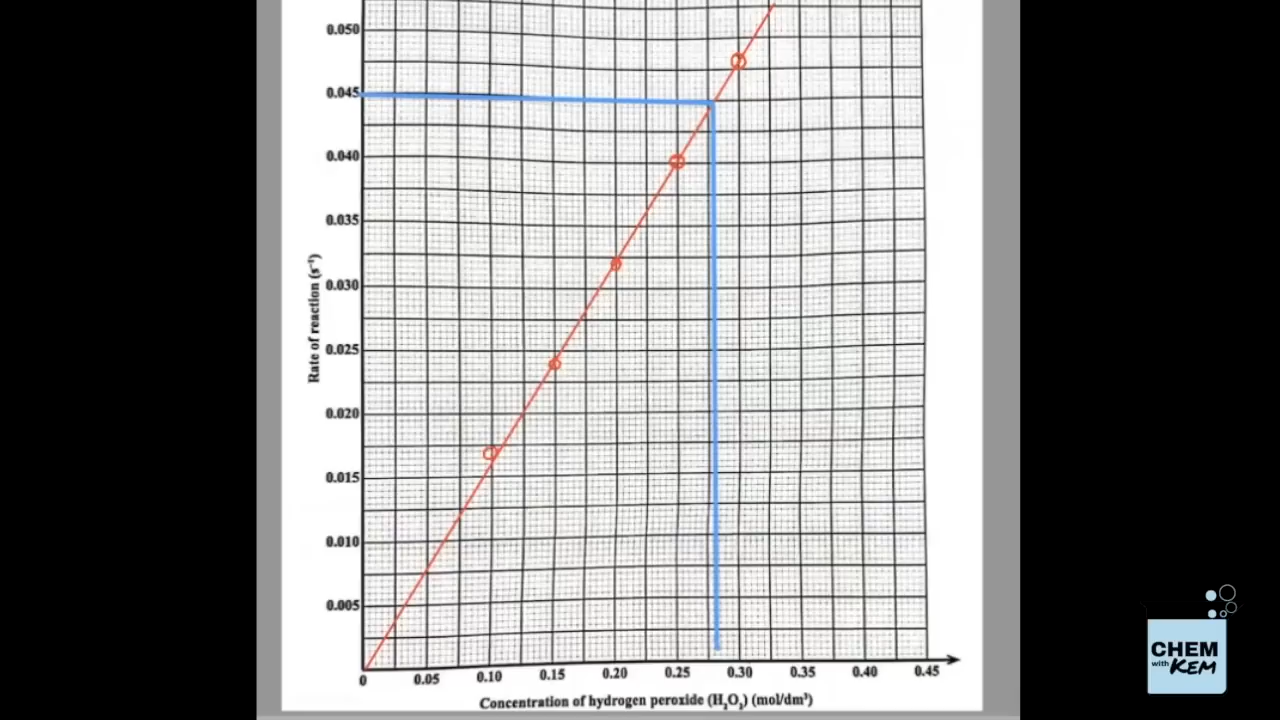 0.050
0.045
0.040
0.035
0.030
0.025
0.020
0.015
0.010
0.005
Rate of reaction (s⁻¹)
0 0.05 0.10 0.15 0.20 0.25 0.30 0.35 0.40 0.45
Concentration of hydrogen peroxide (H₂O₂) (mol/dm³)
CHEM
with KEM